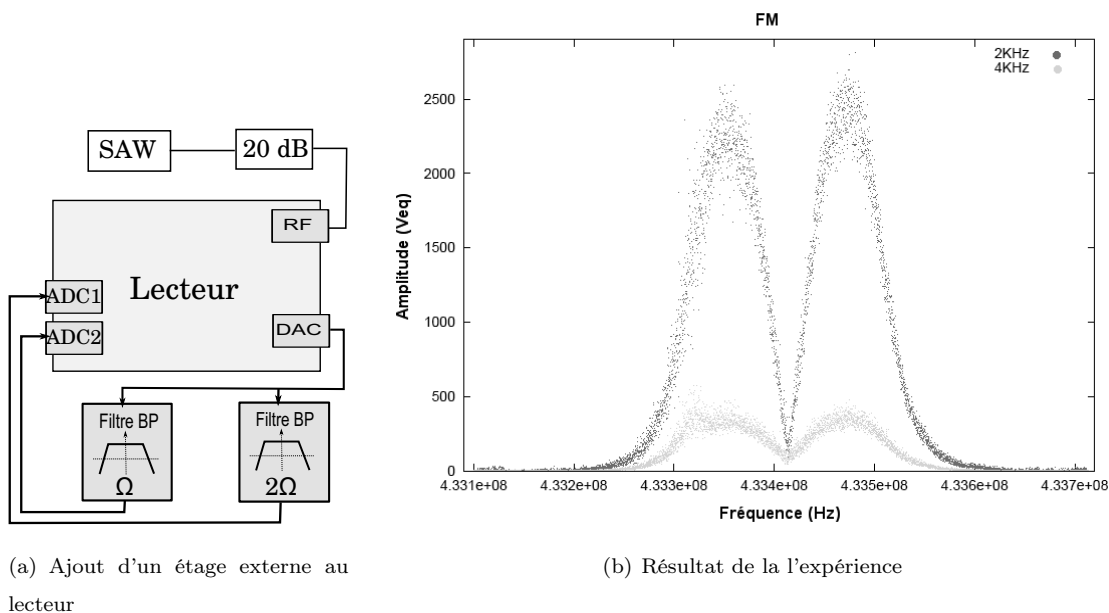 SAW
20 dB
RF
Lecteur
ADC1
ADC2
DAC
Filtre BP
Ω
Filtre BP
2Ω
(a) Ajout d'un étage externe au
lecteur
FM
2KHz
4KHz
Amplitude (Veq)
2500
2000
1500
1000
500
0
4.331e+08 4.332e+08 4.333e+08 4.334e+08 4.335e+08 4.336e+08 4.337e+08
Fréquence (Hz)
(b) Résultat de la l'expérience